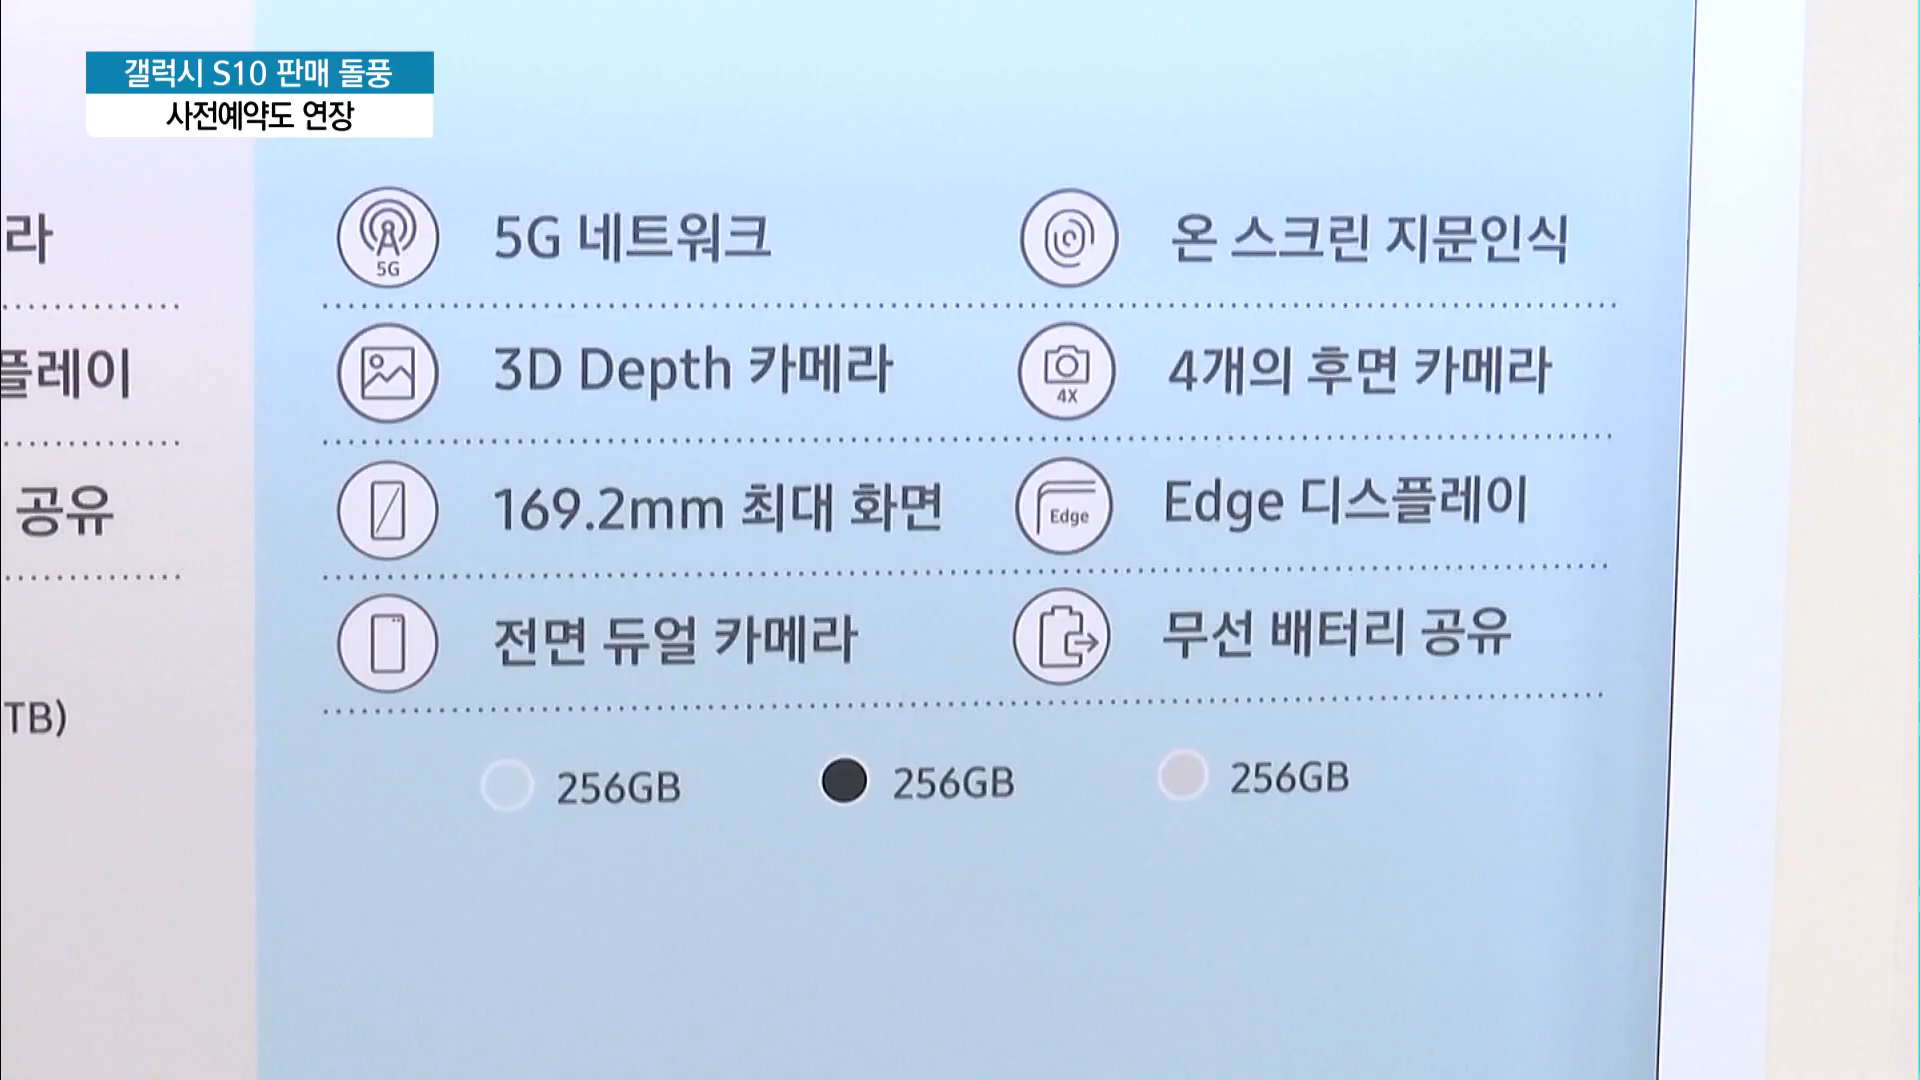 갤럭시 S10 판매 돌풍
사전예약도 연장
라
플레이
공유
TB)
5G
5G 네트워크
온 스크린 지문인식
3D Depth 카메라
4X
4개의 후면 카메라
169.2mm 최대 화면
Edge
Edge 디스플레이
전면 듀얼 카메라
무선 배터리 공유
256GB
256GB
256GB